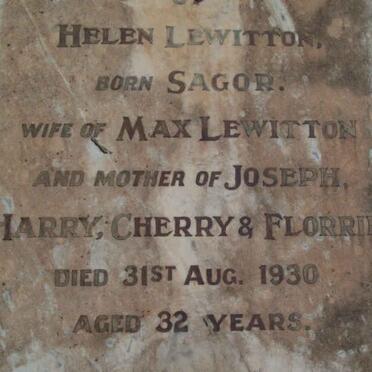 HELEN LEWITTON,
BORN SAGOR.
WIFE OF MAX LEWITTON
AND MOTHER OF JOSEPH,
HARRY, CHERRY & FLORRIE
DIED 31ST AUG. 1930
AGED 32 YEARS.